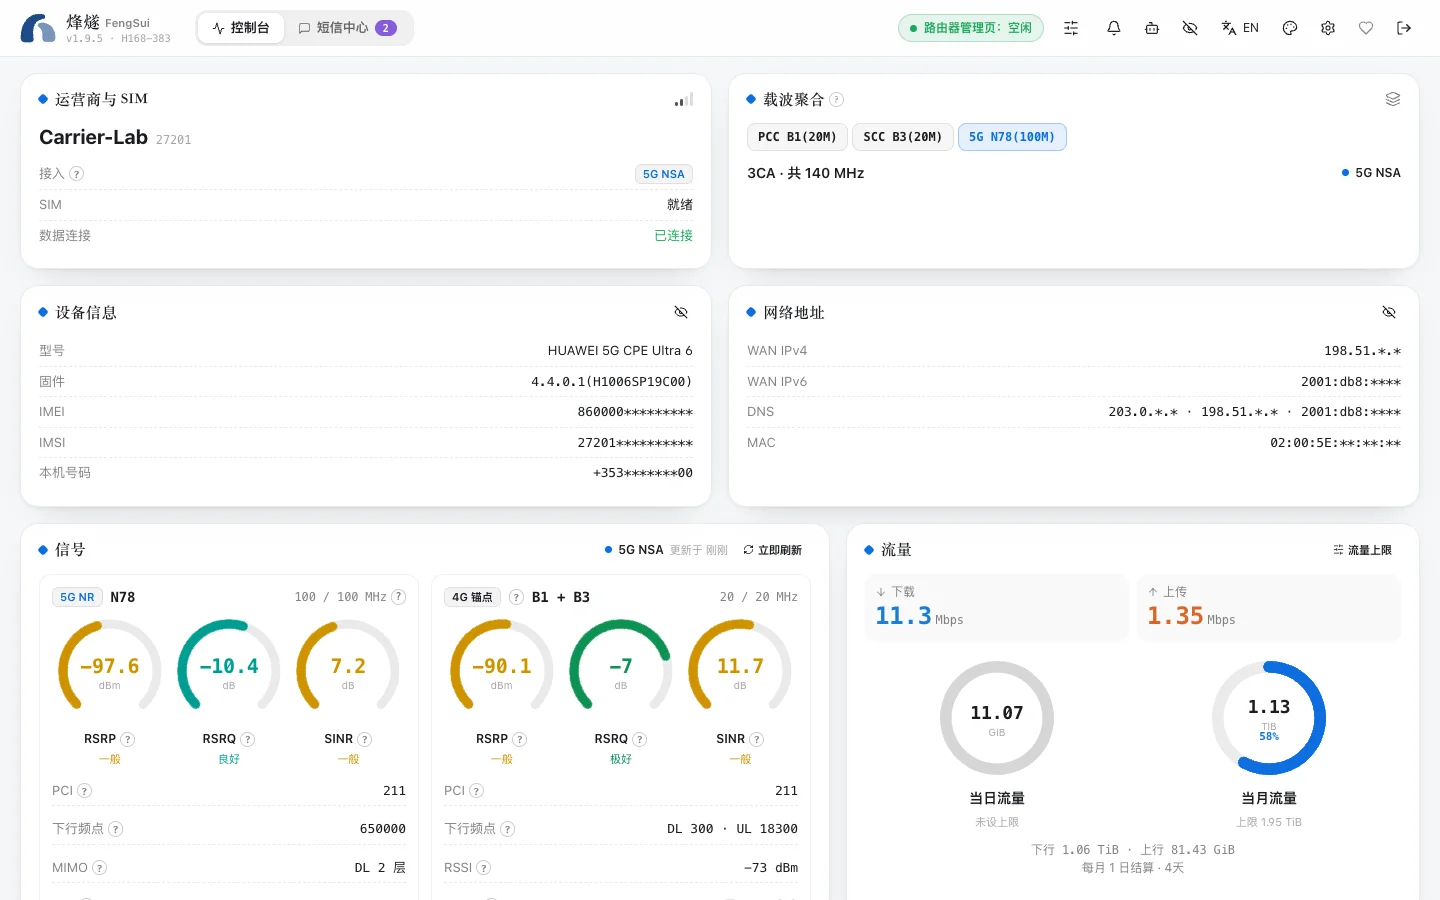 烽燧 FengSui
v1.9.5 · H168-383
控制台
短信中心 2
路由器管理页：空闲
EN
运营商与 SIM
Carrier-Lab 27201
接入 ?
5G NSA
SIM
就绪
数据连接
已连接
载波聚合 ?
PCC B1(20M) SCC B3(20M) 5G N78(100M)
3CA · 共 140 MHz
5G NSA
设备信息
型号
HUAWEI 5G CPE Ultra 6
固件
4.4.0.1(H1006SP19C00)
IMEI
860000*********
IMSI
27201**********
本机号码
+353*******00
网络地址
WAN IPv4
198.51.*.*
WAN IPv6
2001:db8:****
DNS
203.0.*.* · 198.51.*.* · 2001:db8:****
MAC
02:00:5E:**:**:**
信号
5G NSA 更新于 刚刚 立即刷新
5G NR N78 100 / 100 MHz ?
-97.6 -10.4 7.2
dBm dB dB
RSRP ? RSRQ ? SINR ?
一般 良好 一般
PCI ? 211
下行频点 ? 650000
MIMO ? DL 2 层
4G 锚点 ? B1 + B3 20 / 20 MHz
-90.1 -7 11.7
dBm dB dB
RSRP ? RSRQ ? SINR ?
一般 极好 一般
PCI ? 211
下行频点 ? DL 300 · UL 18300
RSSI ? -73 dBm
流量
流量上限
↓ 下载
11.3 Mbps
↑ 上传
1.35 Mbps
11.07
GiB
当日流量
未设上限
1.13
TiB
58%
当月流量
上限 1.95 TiB
下行 1.06 TiB · 上行 81.43 GiB
每月 1 日结算 · 4天